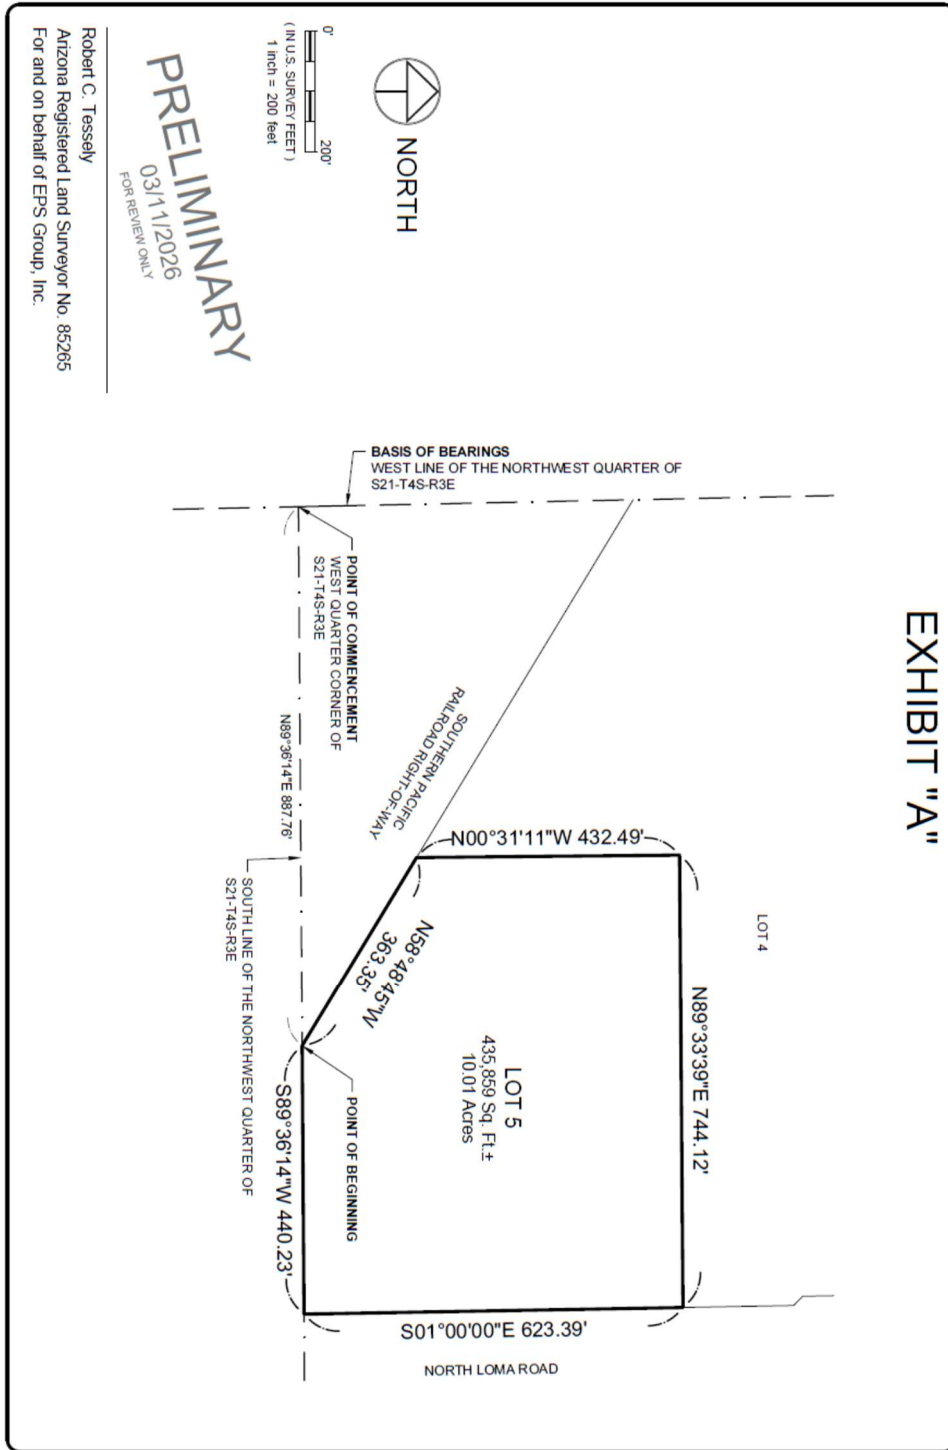 EXHIBIT "A"
NORTH
0'
200'
( IN U.S. SURVEY FEET )
1 inch = 200 feet
PRELIMINARY
03/11/2026
FOR REVIEW ONLY
Robert C. Tessely
Arizona Registered Land Surveyor No. 85265
For and on behalf of EPS Group, Inc.
BASIS OF BEARINGS
WEST LINE OF THE NORTHWEST QUARTER OF
S21-T4S-R3E
POINT OF COMMENCEMENT
WEST QUARTER CORNER OF
S21-T4S-R3E
SOUTHERN PACIFIC
RAILROAD RIGHT-OF-WAY
N89°36'14"E 887.76'
SOUTH LINE OF THE NORTHWEST QUARTER OF
S21-T4S-R3E
N00°31'11"W 432.49'
N58°48'45"W
363.35'
LOT 4
N89°33'39"E 744.12'
LOT 5
435,859 Sq. Ft.±
10.01 Acres
POINT OF BEGINNING
S89°36'14"W 440.23'
S01°00'00"E 623.39'
NORTH LOMA ROAD